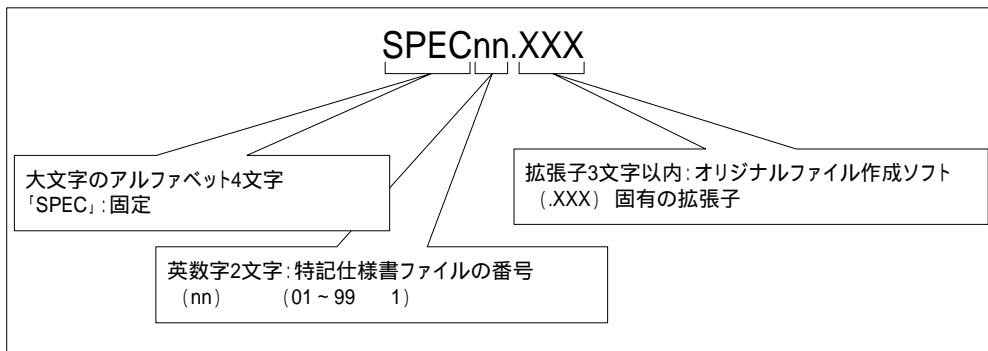 SPECnn.XXX
大文字のアルファベット4文字
「SPEC」:固定
拡張子3文字以内:オリジナルファイル作成ソフト
(.XXX) 固有の拡張子
英数字2文字:特記仕様書ファイルの番号
(nn) (01~99 1)